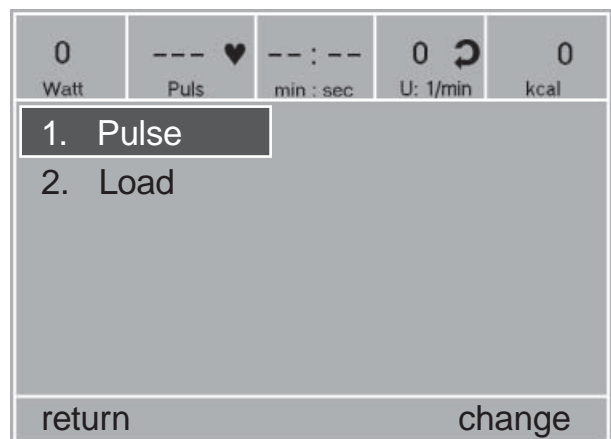 0 --- ♥ --:-- 0 0
Watt Puls min : sec U: 1/min kcal
1. Pulse
2. Load
return change